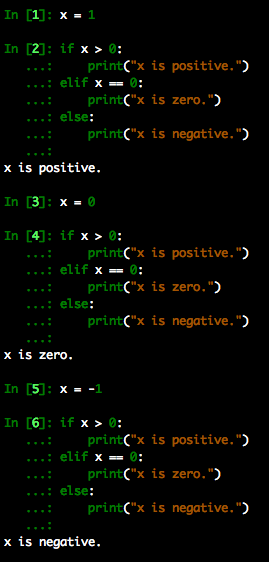 In [1]: x = 1
In [2]: if x > 0:
   ...:     print("x is positive.")
   ...: elif x == 0:
   ...:     print("x is zero.")
   ...: else:
   ...:     print("x is negative.")
   ...:
x is positive.
In [3]: x = 0
In [4]: if x > 0:
   ...:     print("x is positive.")
   ...: elif x == 0:
   ...:     print("x is zero.")
   ...: else:
   ...:     print("x is negative.")
   ...:
x is zero.
In [5]: x = -1
In [6]: if x > 0:
   ...:     print("x is positive.")
   ...: elif x == 0:
   ...:     print("x is zero.")
   ...: else:
   ...:     print("x is negative.")
   ...:
x is negative.